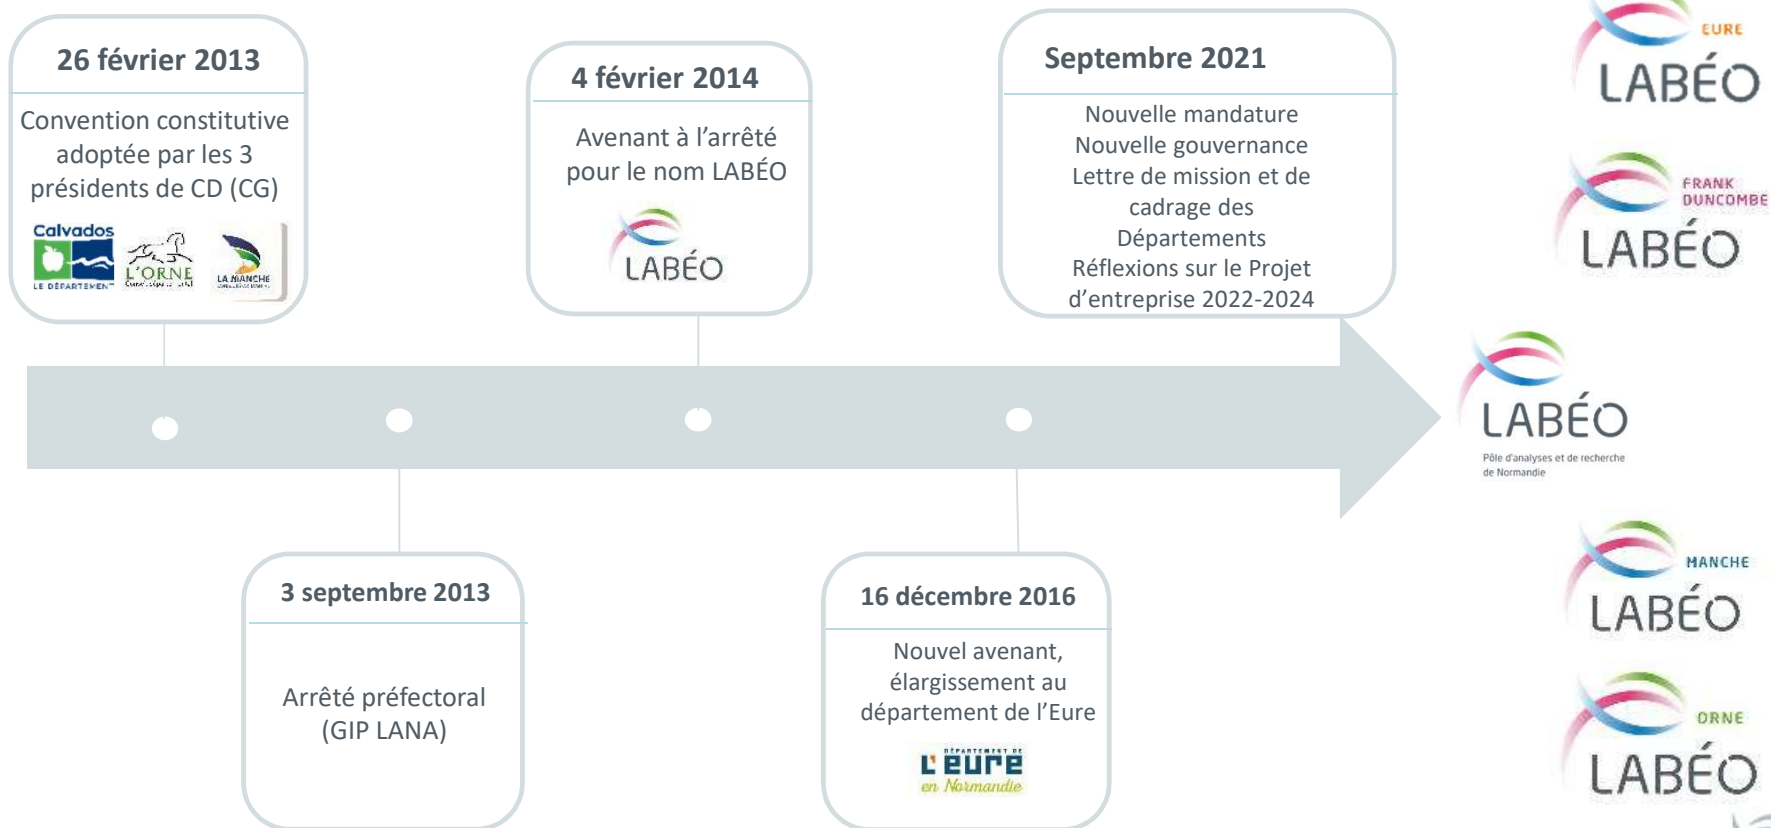 26 février 2013
Convention constitutive
adoptée par les 3
présidents de CD (CG)
Calvados
LE DÉPARTEMENT
L'ORNE
Conseil départemental
LA MANCHE
4 février 2014
Avenant à l’arrêté
pour le nom LABÉO
LABÉO
Septembre 2021
Nouvelle mandature
Nouvelle gouvernance
Lettre de mission et de
cadrage des
Départements
Réflexions sur le Projet
d’entreprise 2022-2024
3 septembre 2013
Arrêté préfectoral
(GIP LANA)
16 décembre 2016
Nouvel avenant,
élargissement au
département de l’Eure
DÉPARTEMENT DE
L'EURE
en Normandie
EURE
LABÉO
FRANK
DUNCOMBE
LABÉO
LABÉO
Pôle d'analyses et de recherche
de Normandie
MANCHE
LABÉO
ORNE
LABÉO